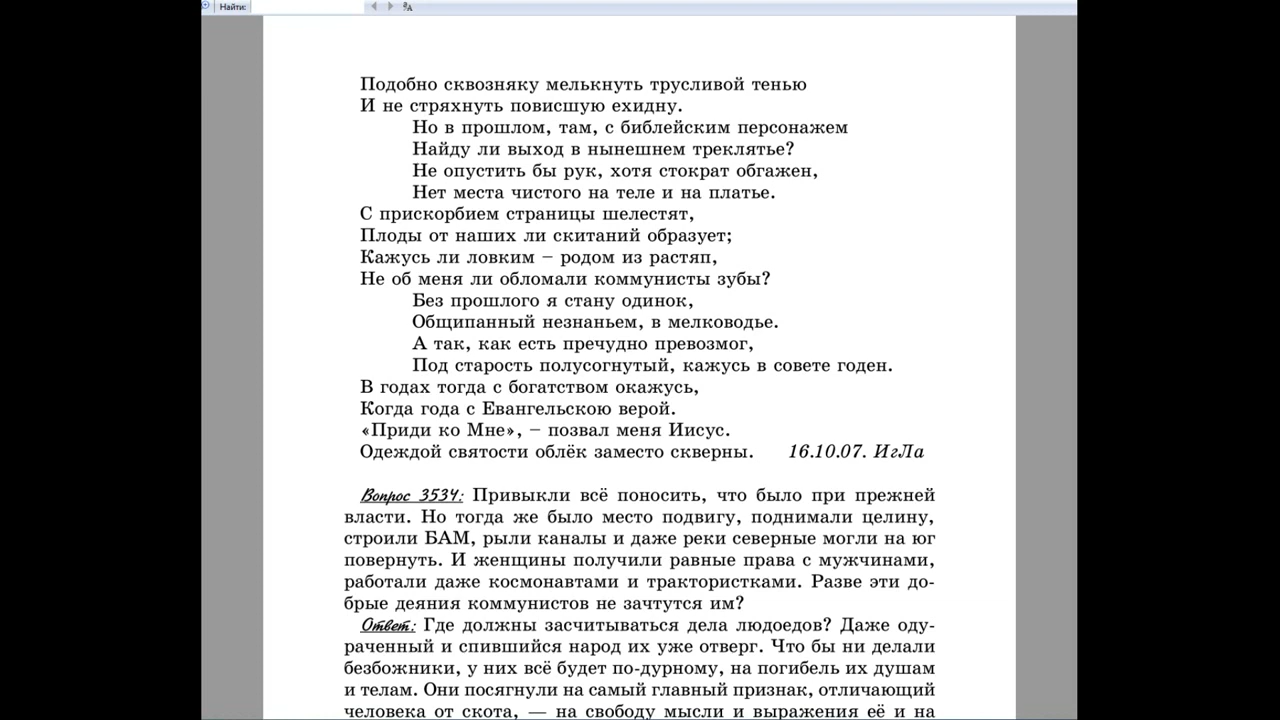 Найти:
Подобно сквозняку мелькнуть трусливой тенью
И не стряхнуть повисшую ехидну.
Но в прошлом, там, с библейским персонажем
Найду ли выход в нынешнем треклятье?
Не опустить бы рук, хотя стократ обгажен,
Нет места чистого на теле и на платье.
С прискорбием страницы шелестят,
Плоды от наших ли скитаний образует;
Кажусь ли ловким – родом из растяп,
Не об меня ли обломали коммунисты зубы?
Без прошлого я стану одинок,
Общипанный незнаньем, в мелководье.
А так, как есть пречудно превозмог,
Под старость полусогнутый, кажусь в совете годен.
В годах тогда с богатством окажусь,
Когда года с Евангельскою верой.
«Приди ко Мне», – позвал меня Иисус.
Одеждой святости облёк заместо скверны. 16.10.07. ИгЛа
Вопрос 3534: Привыкли всё поносить, что было при прежней
власти. Но тогда же было место подвигу, поднимали целину,
строили БАМ, рыли каналы и даже реки северные могли на юг
повернуть. И женщины получили равные права с мужчинами,
работали даже космонавтами и трактористками. Разве эти до-
брые деяния коммунистов не зачтутся им?
Ответ: Где должны засчитываться дела людоедов? Даже оду-
раченный и спившийся народ их уже отверг. Что бы ни делали
безбожники, у них всё будет по-дурному, на погибель их душам
и телам. Они посягнули на самый главный признак, отличающий
человека от скота, — на свободу мысли и выражения её и на